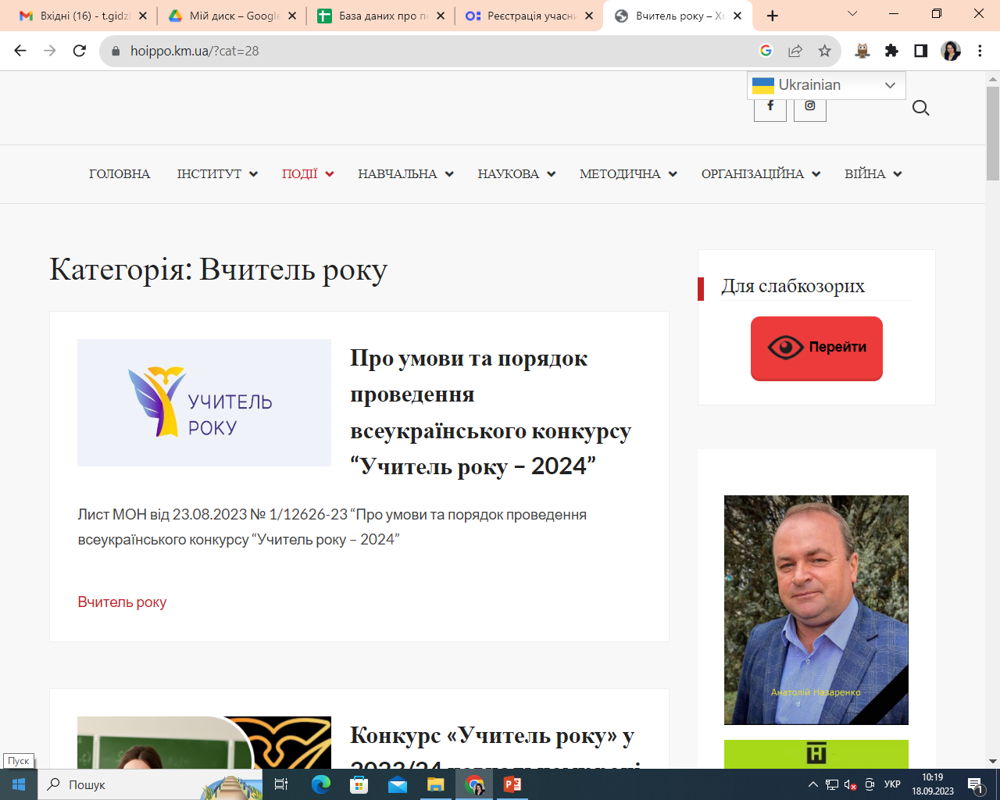 Вхідні (16) - t.gidz
Мій диск – Google
База даних про пе
Реєстрація учасни
Вчитель року – Хм
hoippo.km.ua/?cat=28
Ukrainian
ГОЛОВНА ІНСТИТУТ ПОДІЇ НАВЧАЛЬНА НАУКОВА МЕТОДИЧНА ОРГАНІЗАЦІЙНА ВІЙНА
Категорія: Вчитель року
УЧИТЕЛЬ
РОКУ
Про умови та порядок
проведення
всеукраїнського конкурсу
“Учитель року – 2024”
Лист МОН від 23.08.2023 № 1/12626-23 “Про умови та порядок проведення
всеукраїнського конкурсу “Учитель року – 2024”
Вчитель року
Конкурс «Учитель року» у
Для слабкозорих
Перейти
Анатолій Назаренко
Пуск
Пошук
УКР
10:19
18.09.2023
1